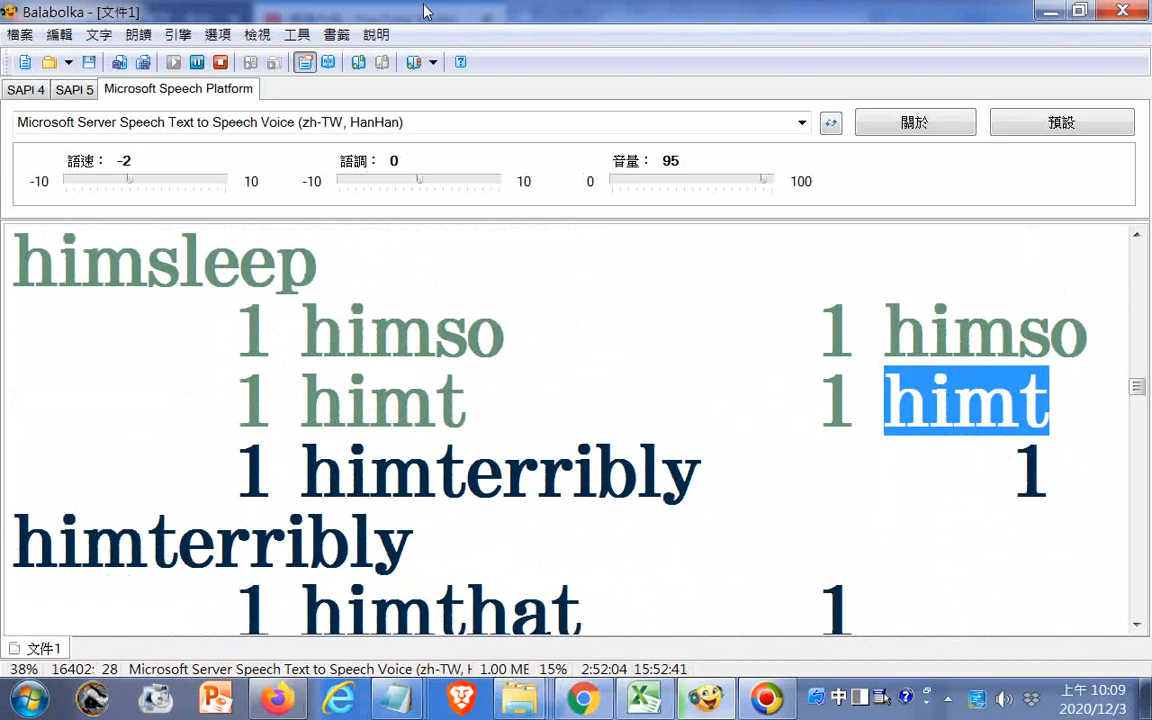 Balabolka - [文件1]
檔案 編輯 文字 朗讀 引擎 選項 檢視 工具 書籤 說明
SAPI 4 SAPI 5 Microsoft Speech Platform
Microsoft Server Speech Text to Speech Voice (zh-TW, HanHan) 關於 預設
語速： -2 語調： 0 音量： 95
-10 10 -10 10 0 100
himsleep
1 himso 1 himso
1 himt 1 himt
1 himterribly 1
himterribly
1 himthat 1
文件1
38% 16402: 28 Microsoft Server Speech Text to Speech Voice (zh-TW, H 1.00 ME 15% 2:52:04 15:52:41
中 上午 10:09
2020/12/3